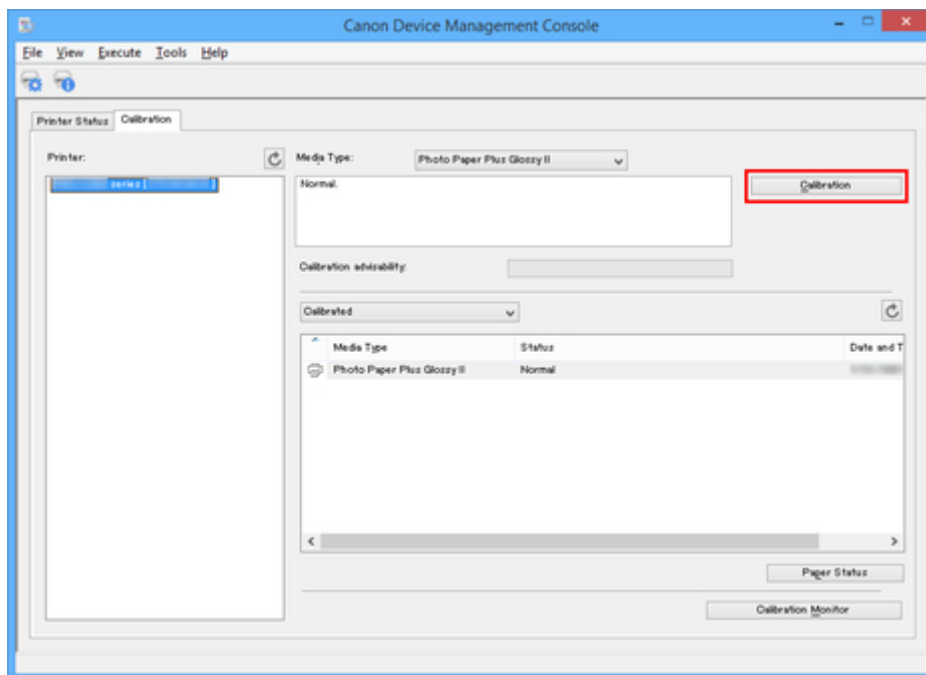 Canon Device Management Console
File View Execute Tools Help
Printer Status Calibration
Printer: Media Type: Photo Paper Plus Glossy II
series [ ]
Normal.
Calibration
Calibration advisability:
Calibrated
Media Type Status Date and T
Photo Paper Plus Glossy II Normal
Paper Status
Calibration Monitor